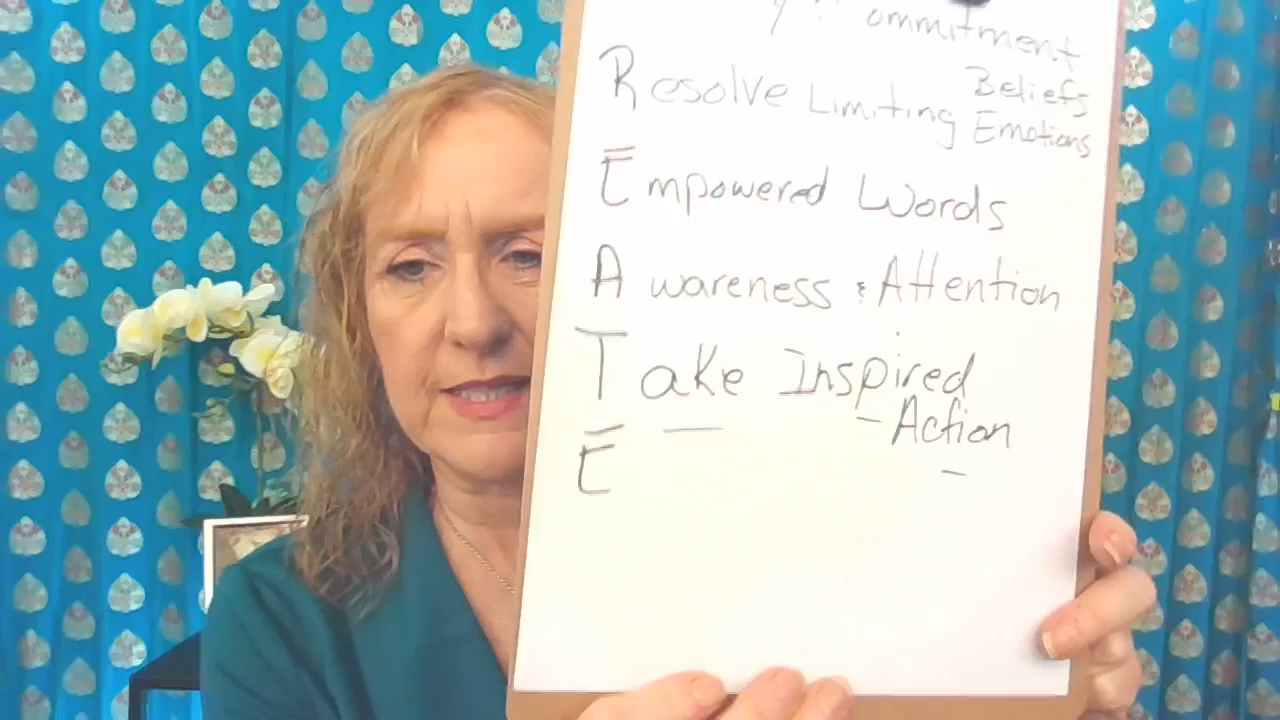 ommitment
Resolve Limiting Beliefs
Emotions
Empowered Words
Awareness & Attention
Take Inspired
Action
E